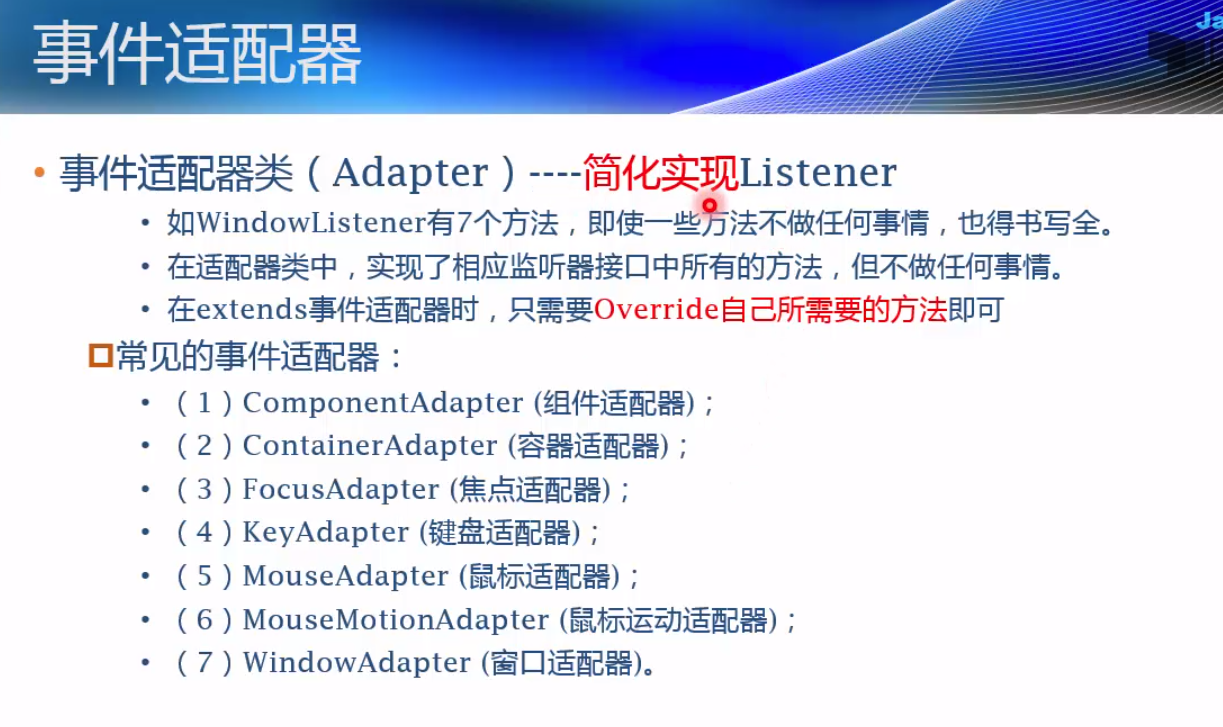 事件适配器
• 事件适配器类（Adapter）----简化实现Listener
• 如WindowListener有7个方法，即使一些方法不做任何事情，也得书写全。
• 在适配器类中，实现了相应监听器接口中所有的方法，但不做任何事情。
• 在extends事件适配器时，只需要Override自己所需要的方法即可
常见的事件适配器：
• （1）ComponentAdapter (组件适配器)；
• （2）ContainerAdapter (容器适配器)；
• （3）FocusAdapter (焦点适配器)；
• （4）KeyAdapter (键盘适配器)；
• （5）MouseAdapter (鼠标适配器)；
• （6）MouseMotionAdapter (鼠标运动适配器)；
• （7）WindowAdapter (窗口适配器)。